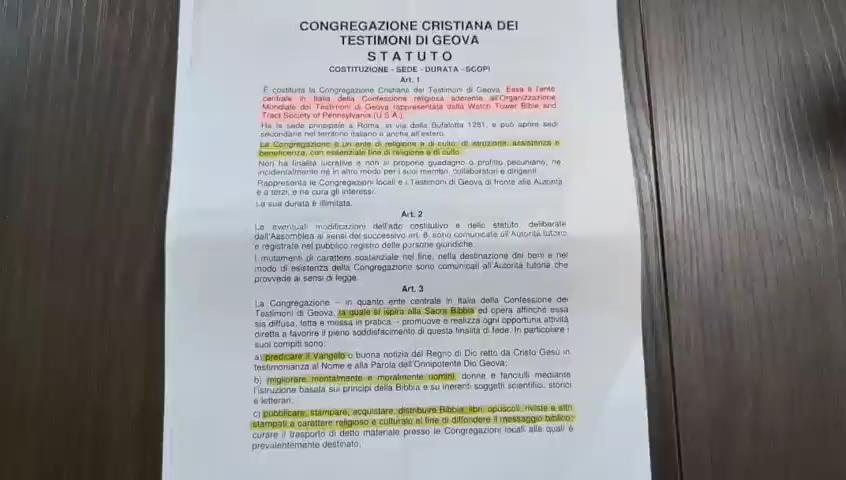 CONGREGAZIONE CRISTIANA DEI
TESTIMONI DI GEOVA
STATUTO
COSTITUZIONE - SEDE - DURATA - SCOPI
Art. 1
È costituita la Congregazione Cristiana dei Testimoni di Geova. Essa è l'ente
centrale in Italia della Confessione religiosa aderente all'Organizzazione
Mondiale dei Testimoni di Geova rappresentata dalla Watch Tower Bible and
Tract Society of Pennsylvania (U.S.A.).
Ha la sede principale a Roma, in via della Bufalotta 1281, e può aprire sedi
secondarie nel territorio italiano e anche all'estero.
La Congregazione è un ente di religione e di culto, di istruzione, assistenza e
beneficenza, con essenziale fine di religione e di culto.
Non ha finalità lucrative e non si propone guadagno o profitto pecuniario, né
incidentalmente né in altro modo per i suoi membri, collaboratori e dirigenti.
Rappresenta le Congregazioni locali e i Testimoni di Geova di fronte alle Autorità
e a terzi, e ne cura gli interessi.
La sua durata è illimitata.
Art. 2
Le eventuali modificazioni dell'atto costitutivo e dello statuto, deliberate
dall'Assemblea ai sensi del successivo art. 8, sono comunicate all'Autorità tutoria
e registrate nel pubblico registro delle persone giuridiche.
I mutamenti di carattere sostanziale nel fine, nella destinazione dei beni e nel
modo di esistenza della Congregazione sono comunicati all'Autorità tutoria che
provvede ai sensi di legge.
Art. 3
La Congregazione – in quanto ente centrale in Italia della Confessione dei
Testimoni di Geova, la quale si ispira alla Sacra Bibbia ed opera affinché essa
sia diffusa, letta e messa in pratica – promuove e realizza ogni opportuna attività
diretta a favorire il pieno soddisfacimento di questa finalità di fede. In particolare i
suoi compiti sono:
a) predicare il Vangelo o buona notizia del Regno di Dio retto da Cristo Gesù in
testimonianza al Nome e alla Parola dell'Onnipotente Dio Geova;
b) migliorare mentalmente e moralmente uomini, donne e fanciulli mediante
l'istruzione basata sui principi della Bibbia e su inerenti soggetti scientifici, storici
e letterari;
c) pubblicare, stampare, acquistare, distribuire Bibbie, libri, opuscoli, riviste e altri
stampati a carattere religioso e culturale al fine di diffondere il messaggio biblico;
curare il trasporto di detto materiale presso le Congregazioni locali alle quali è
prevalentemente destinato;